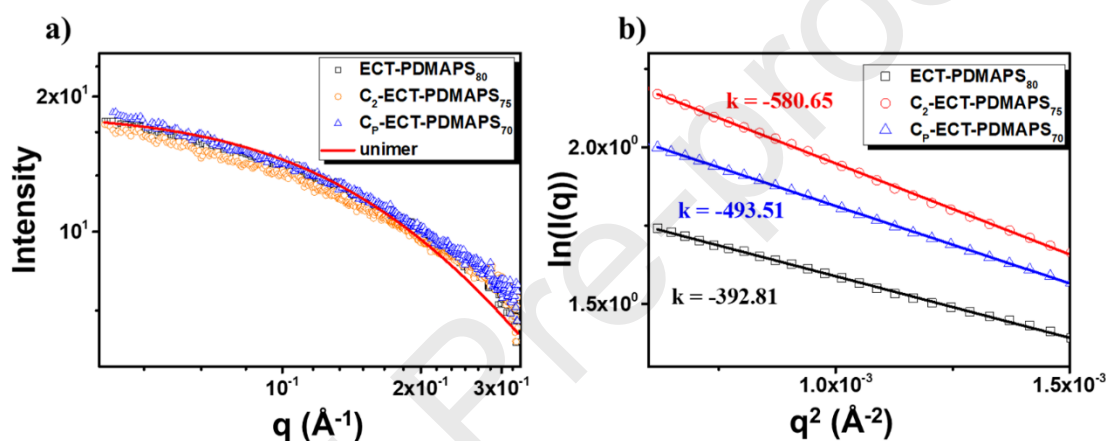 a)
ECT-PDMAPS80
C2-ECT-PDMAPS75
CP-ECT-PDMAPS70
unimer
2x10^1
10^1
Intensity
10^-1
2x10^-1
3x10^-1
q (Å^-1)
b)
ECT-PDMAPS80
C2-ECT-PDMAPS75
CP-ECT-PDMAPS70
k = -580.65
k = -493.51
k = -392.81
2.0x10^0
1.5x10^0
ln(I(q))
1.0x10^-3
1.5x10^-3
q^2 (Å^-2)
Pre-proo